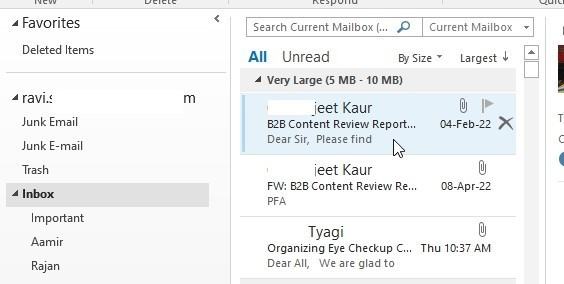 New Delete Respond Quick
Favorites
Deleted Items
ravi.s m
Junk Email
Junk E-mail
Trash
Inbox
Important
Aamir
Rajan
Search Current Mailbox (... Current Mailbox
All Unread By Size Largest
Very Large (5 MB - 10 MB)
jeet Kaur
B2B Content Review Report... 04-Feb-22
Dear Sir, Please find
jeet Kaur
FW: B2B Content Review Re... 08-Apr-22
PFA
Tyagi
Organizing Eye Checkup C... Thu 10:37 AM
Dear All, We are glad to